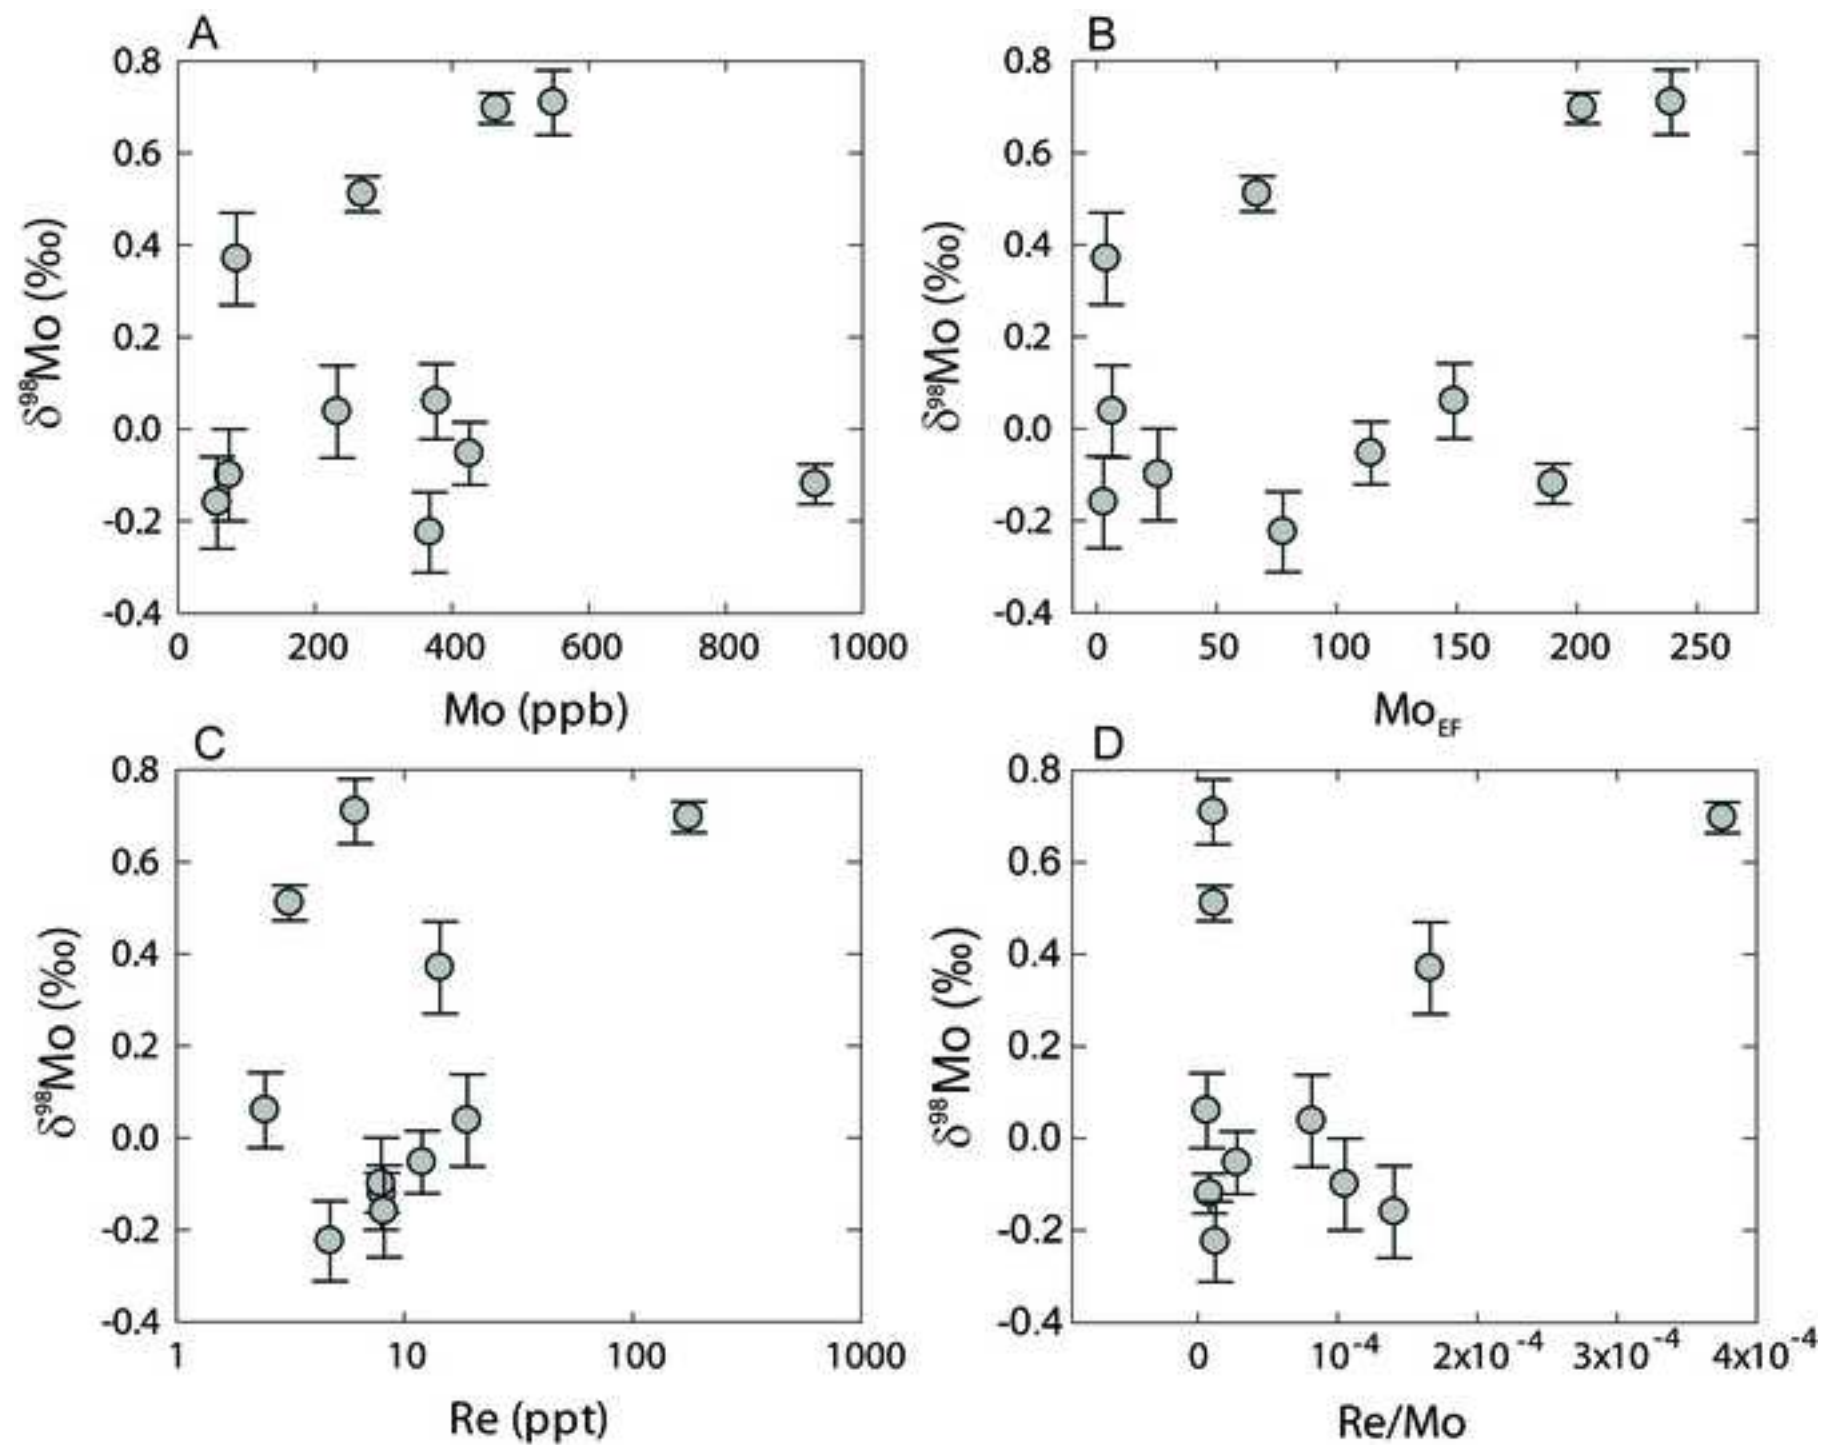 A
0.8
0.6
0.4
0.2
0.0
-0.2
-0.4
δ⁹⁸Mo (‰)
0 200 400 600 800 1000
Mo (ppb)
B
0.8
0.6
0.4
0.2
0.0
-0.2
-0.4
δ⁹⁸Mo (‰)
0 50 100 150 200 250
Mo_EF
C
0.8
0.6
0.4
0.2
0.0
-0.2
-0.4
δ⁹⁸Mo (‰)
1 10 100 1000
Re (ppt)
D
0.8
0.6
0.4
0.2
0.0
-0.2
-0.4
δ⁹⁸Mo (‰)
0 10⁻⁴ 2x10⁻⁴ 3x10⁻⁴ 4x10⁻⁴
Re/Mo